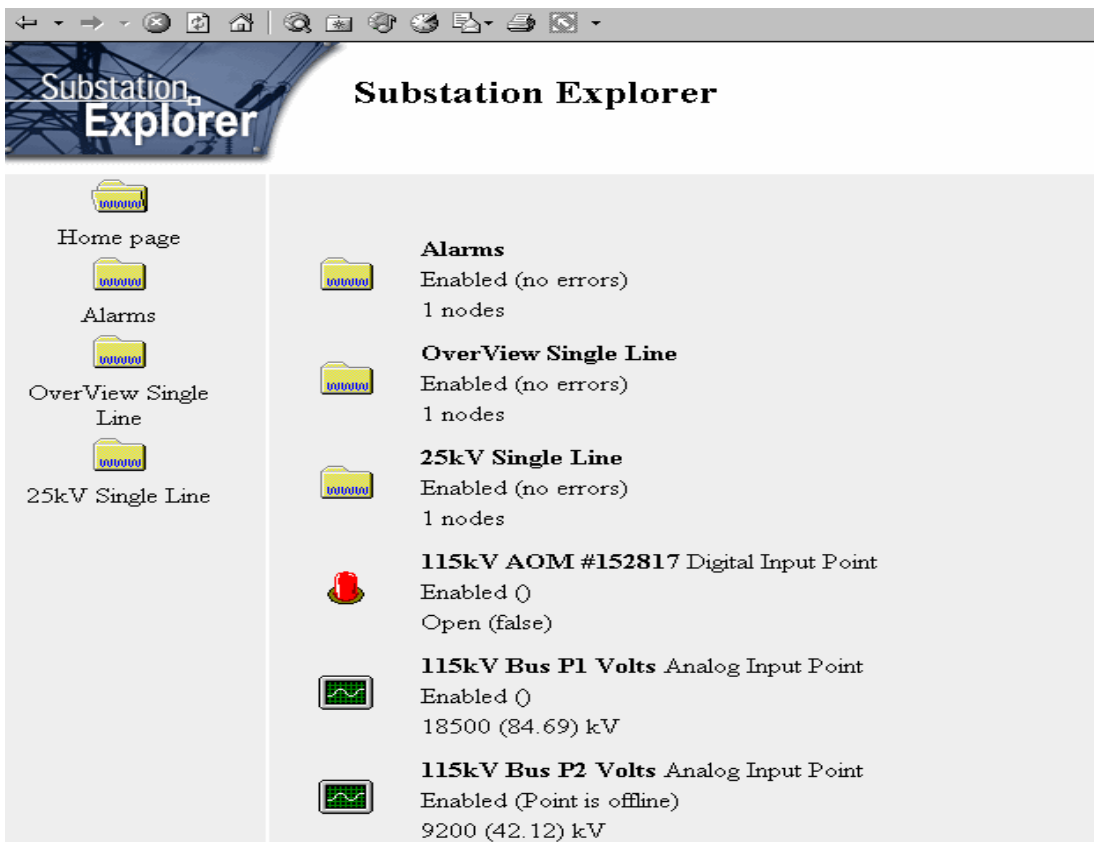 Substation
Explorer
Substation Explorer
Home page
Alarms
OverView Single
Line
25kV Single Line
Alarms
Enabled (no errors)
1 nodes
OverView Single Line
Enabled (no errors)
1 nodes
25kV Single Line
Enabled (no errors)
1 nodes
115kV AOM #152817 Digital Input Point
Enabled ()
Open (false)
115kV Bus P1 Volts Analog Input Point
Enabled ()
18500 (84.69) kV
115kV Bus P2 Volts Analog Input Point
Enabled (Point is offline)
9200 (42.12) kV